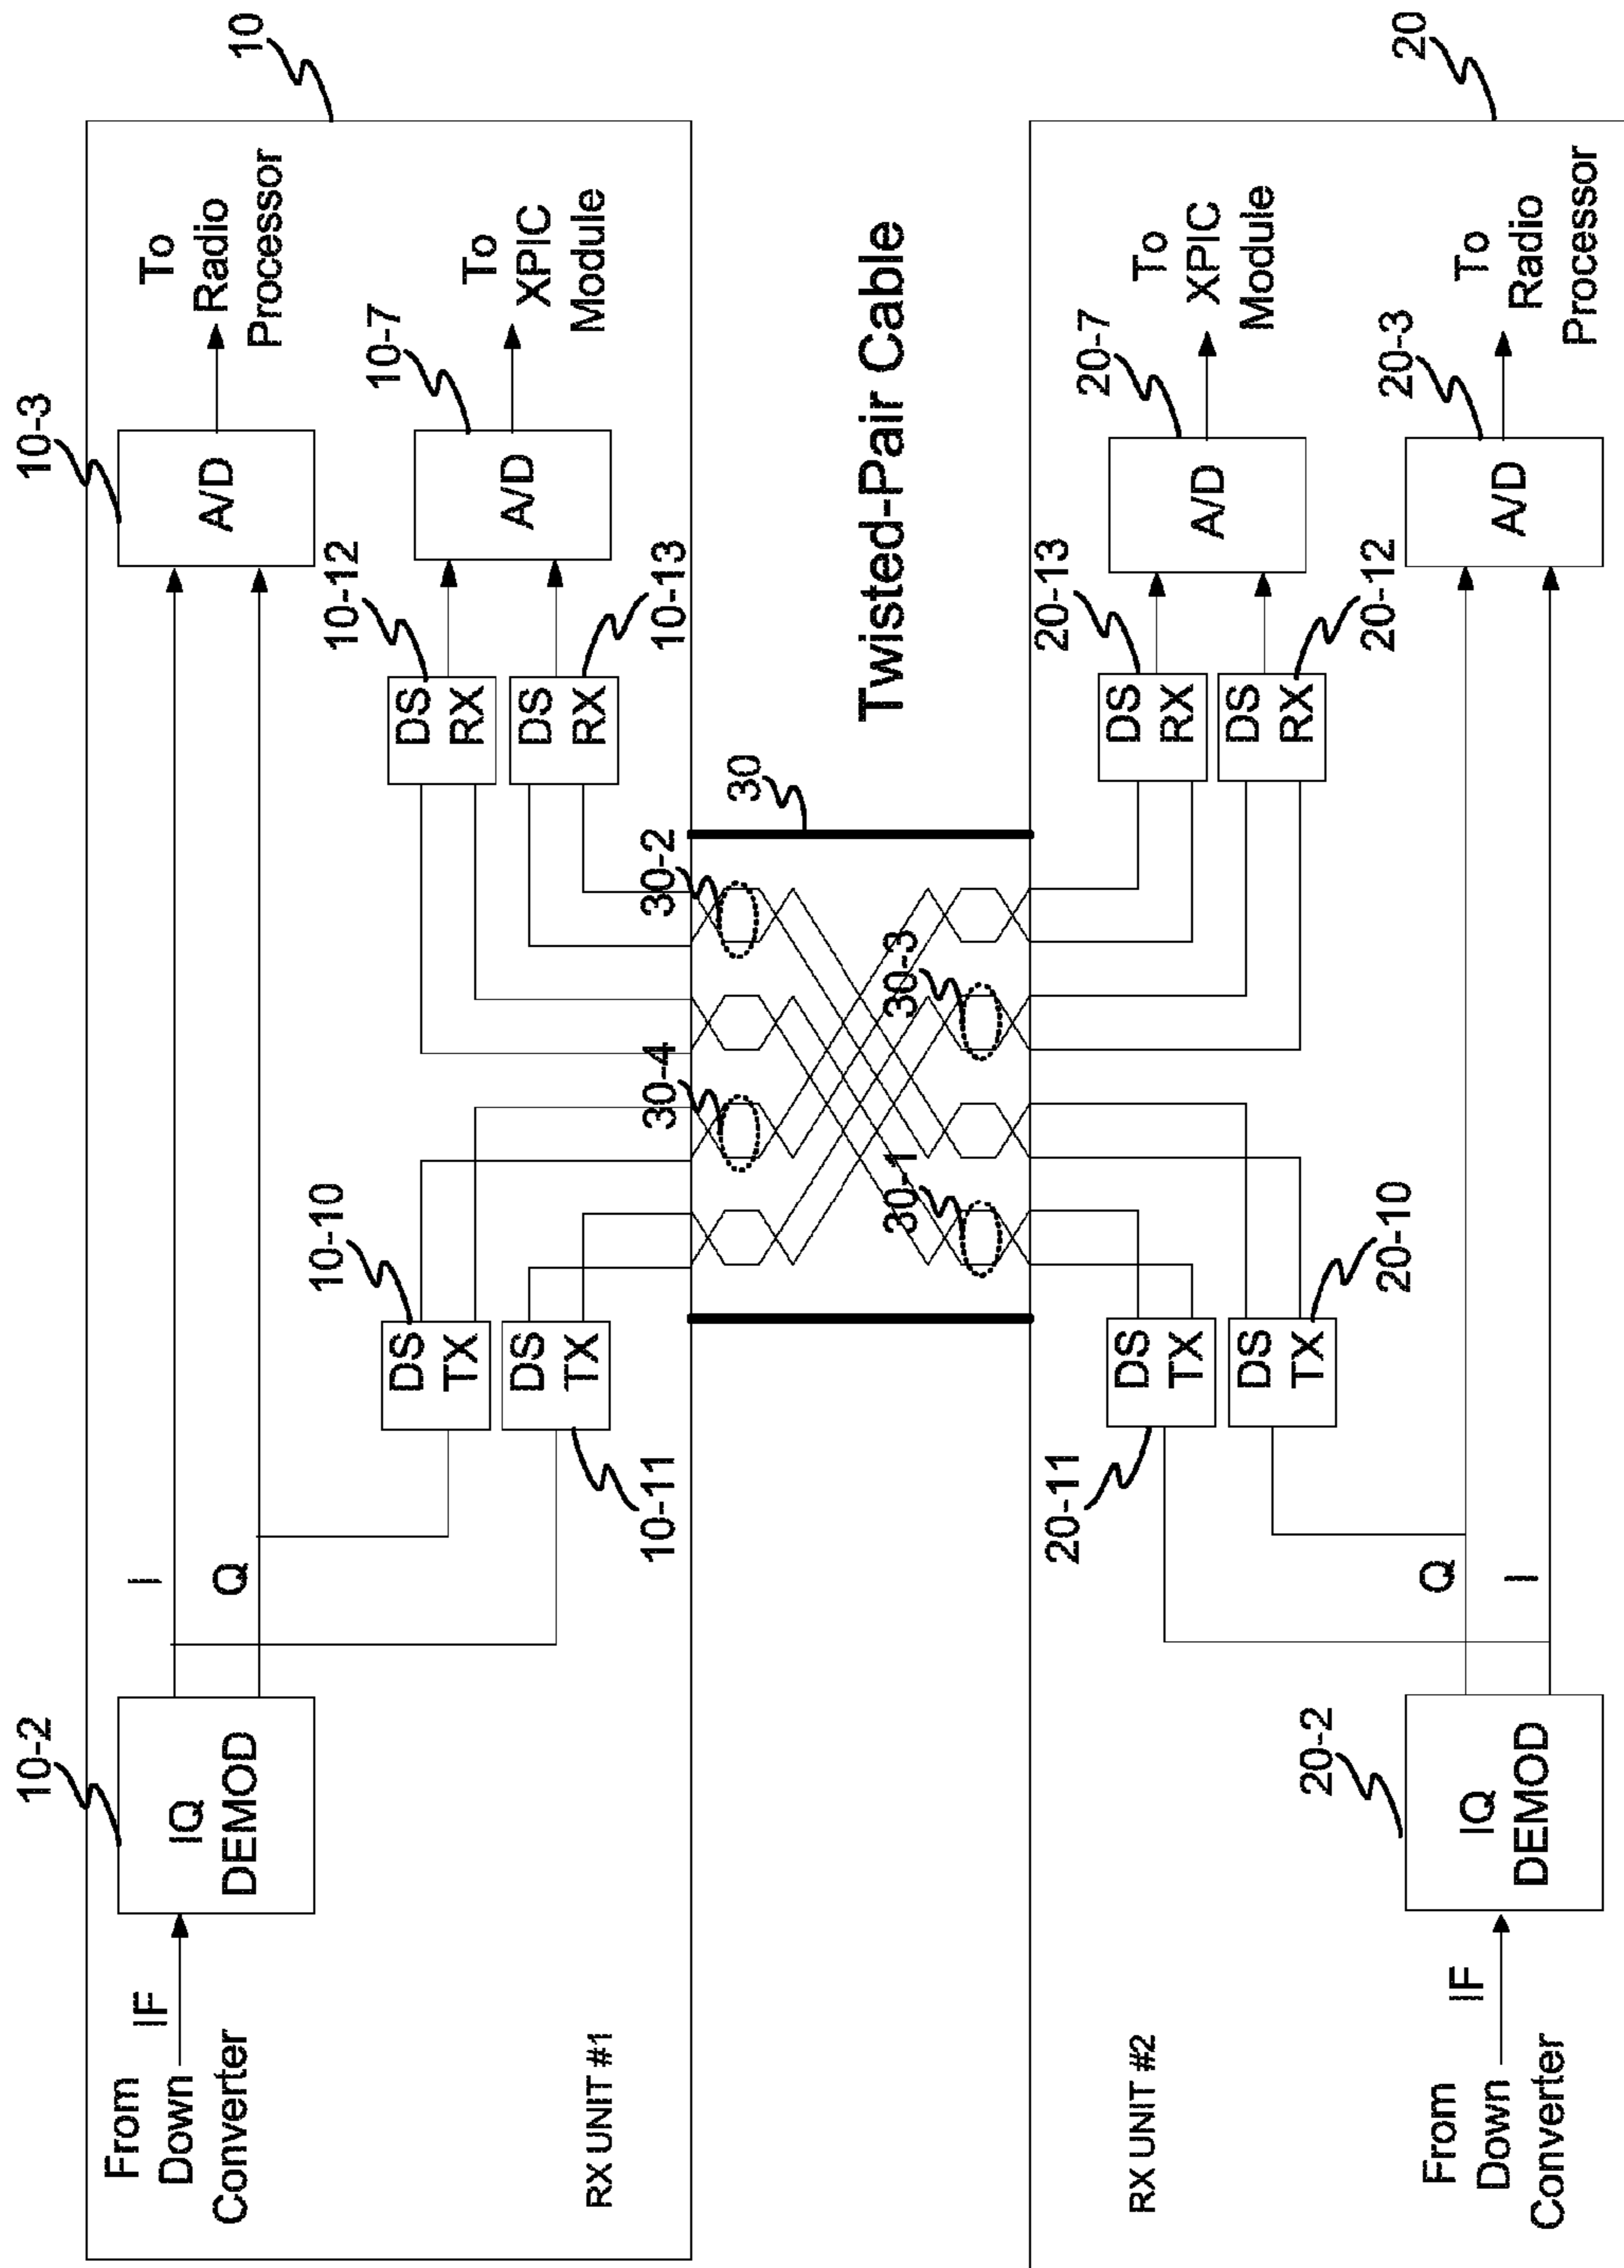 10
10-3
A/D
To
Radio
Processor
10-7
A/D
To
XPIC
Module
10-12
DS
RX
10-13
DS
RX
10-2
IQ
DEMOD
I
Q
From
IF
Down
Converter
10-10
DS
TX
10-11
DS
TX
RX UNIT #1
Twisted-Pair Cable
30
30-2
30-4
30-3
30-1
20
20-13
DS
RX
20-12
DS
RX
20-7
A/D
To
XPIC
Module
20-3
A/D
To
Radio
Processor
20-11
DS
TX
20-10
DS
TX
Q
I
20-2
IQ
DEMOD
From
IF
Down
Converter
RX UNIT #2